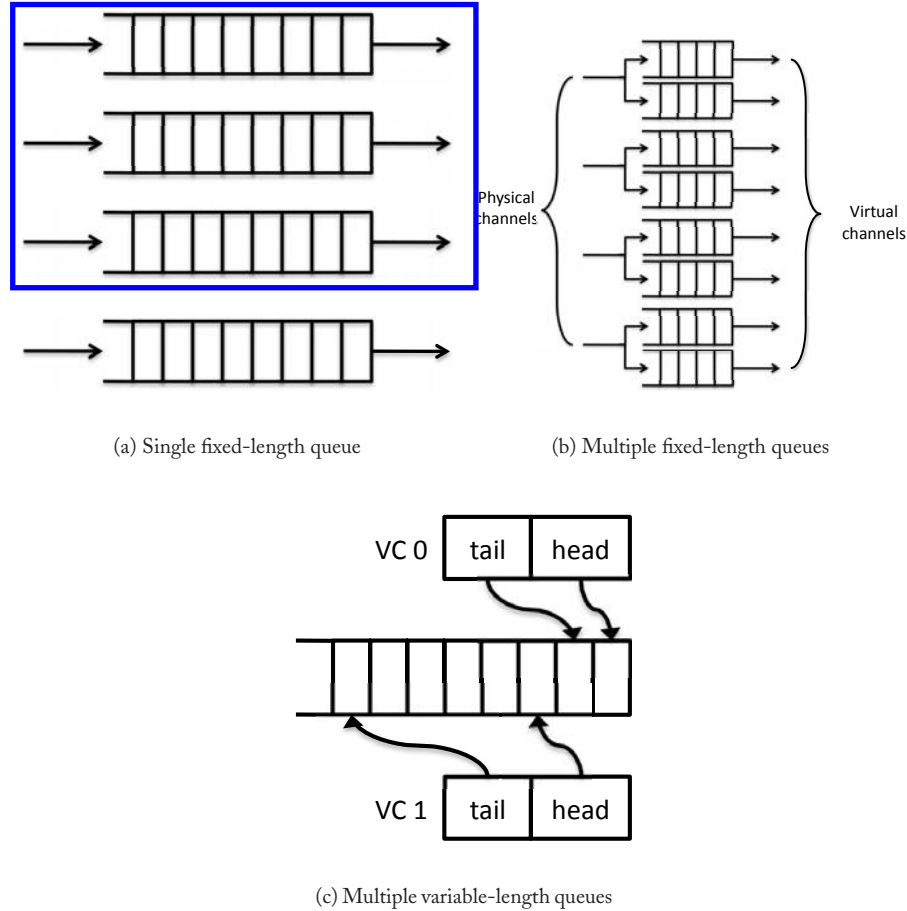 Physical
channels
Virtual
channels
(a) Single fixed-length queue
(b) Multiple fixed-length queues
VC 0
tail
head
VC 1
tail
head
(c) Multiple variable-length queues